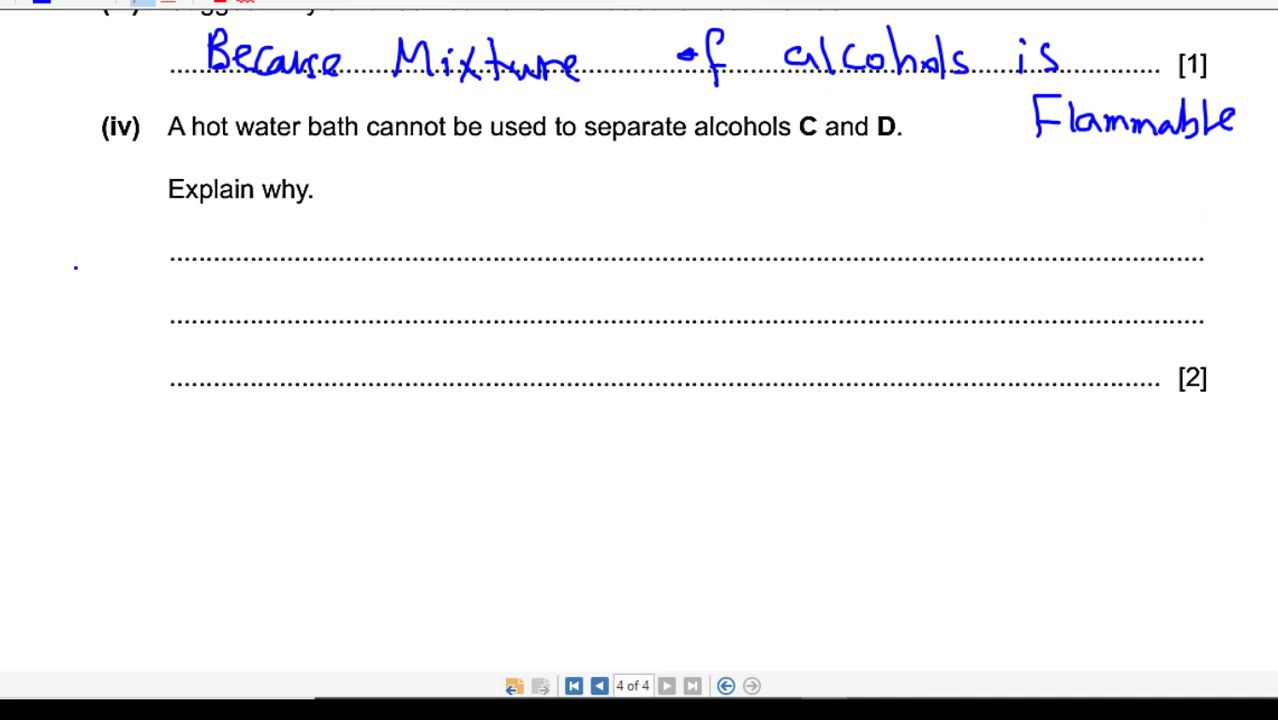 Because Mixture of alcohols is [1]
Flammable
(iv) A hot water bath cannot be used to separate alcohols C and D.
Explain why.
[2]
4 of 4